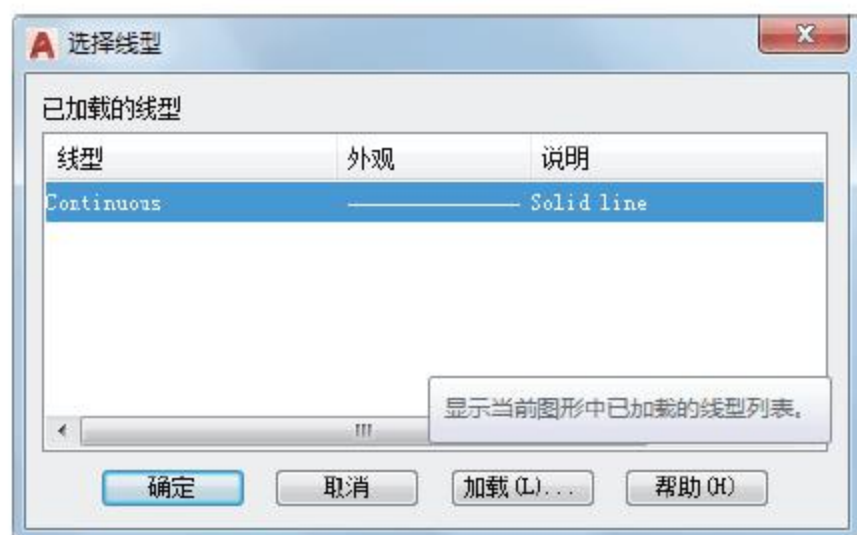 选择线型
已加载的线型
线型 外观 说明
Continuous Solid line
显示当前图形中已加载的线型列表。
确定 取消 加载(L)... 帮助(H)